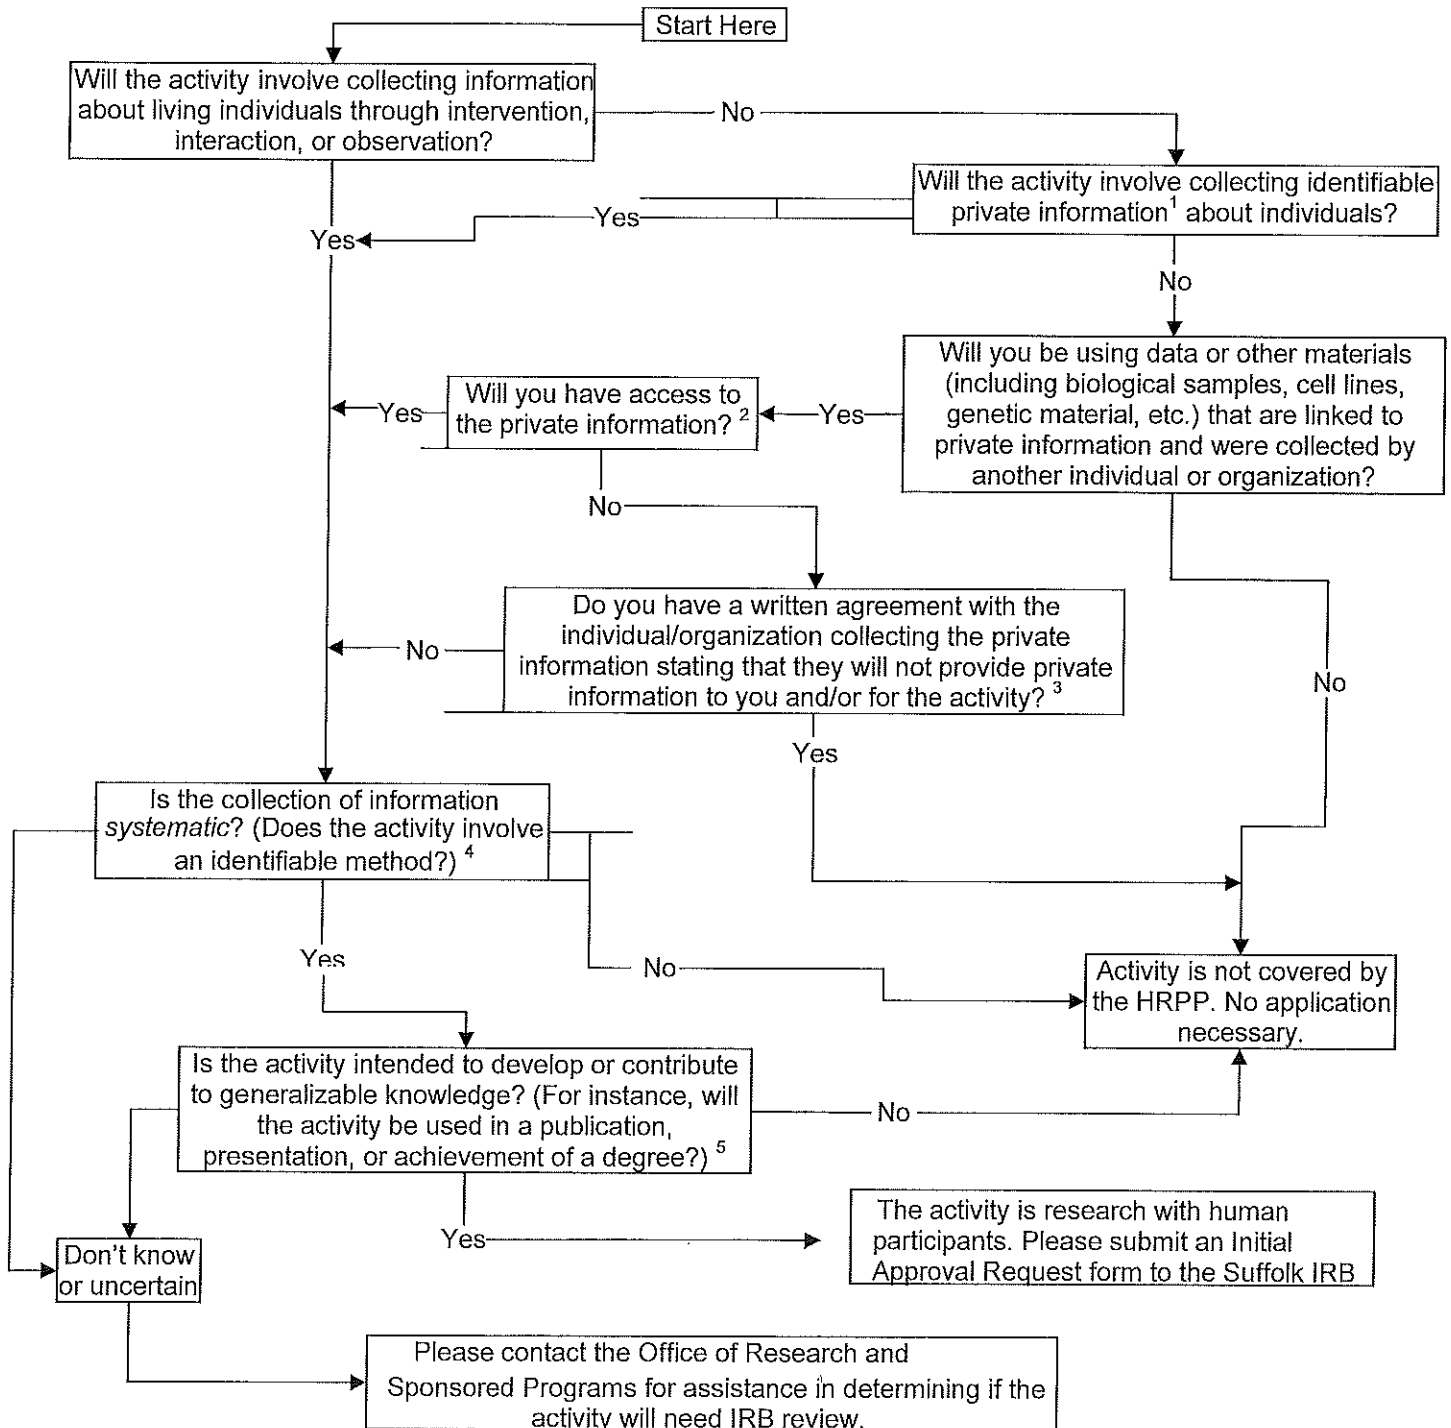 Start Here
Will the activity involve collecting information
about living individuals through intervention,
interaction, or observation?
No
Will the activity involve collecting identifiable
private information1 about individuals?
Yes
Yes
No
Will you be using data or other materials
(including biological samples, cell lines,
genetic material, etc.) that are linked to
private information and were collected by
another individual or organization?
Yes
Will you have access to
the private information? 2
Yes
No
Do you have a written agreement with the
individual/organization collecting the private
information stating that they will not provide private
information to you and/or for the activity? 3
No
No
Yes
Is the collection of information
systematic? (Does the activity involve
an identifiable method?) 4
Yes
No
Activity is not covered by
the HRPP. No application
necessary.
Is the activity intended to develop or contribute
to generalizable knowledge? (For instance, will
the activity be used in a publication,
presentation, or achievement of a degree?) 5
No
Yes
The activity is research with human
participants. Please submit an Initial
Approval Request form to the Suffolk IRB
Don't know
or uncertain
Please contact the Office of Research and
Sponsored Programs for assistance in determining if the
activity will need IRB review.